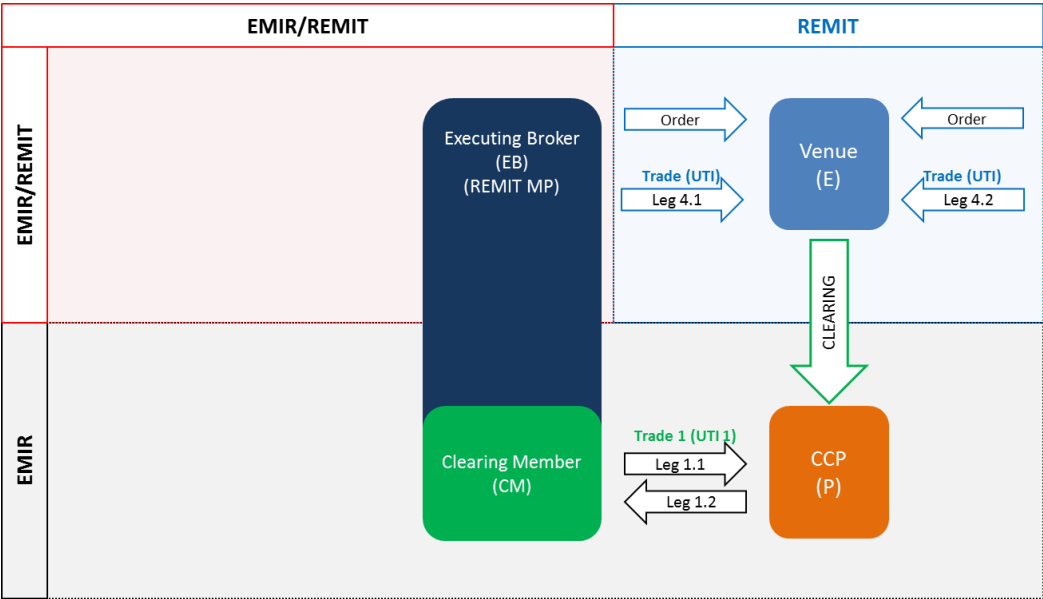 EMIR/REMIT
REMIT
EMIR/REMIT
Executing Broker
(EB)
(REMIT MP)
Order
Venue
(E)
Order
Trade (UTI)
Leg 4.1
Trade (UTI)
Leg 4.2
CLEARING
EMIR
Clearing Member
(CM)
Trade 1 (UTI 1)
Leg 1.1
Leg 1.2
CCP
(P)